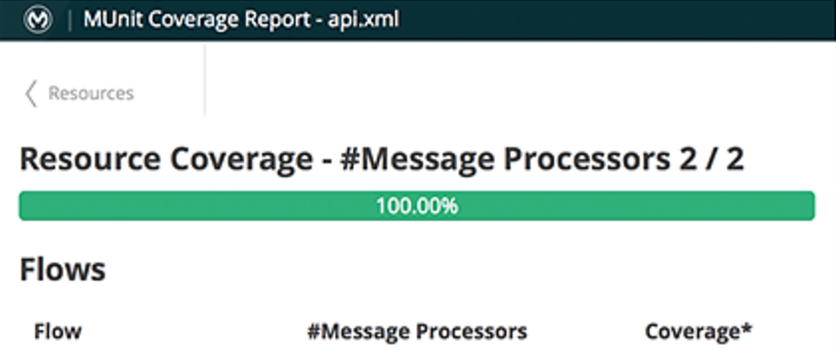 MUnit Coverage Report - api.xml
Resources
Resource Coverage - #Message Processors 2 / 2
100.00%
Flows
Flow #Message Processors Coverage*